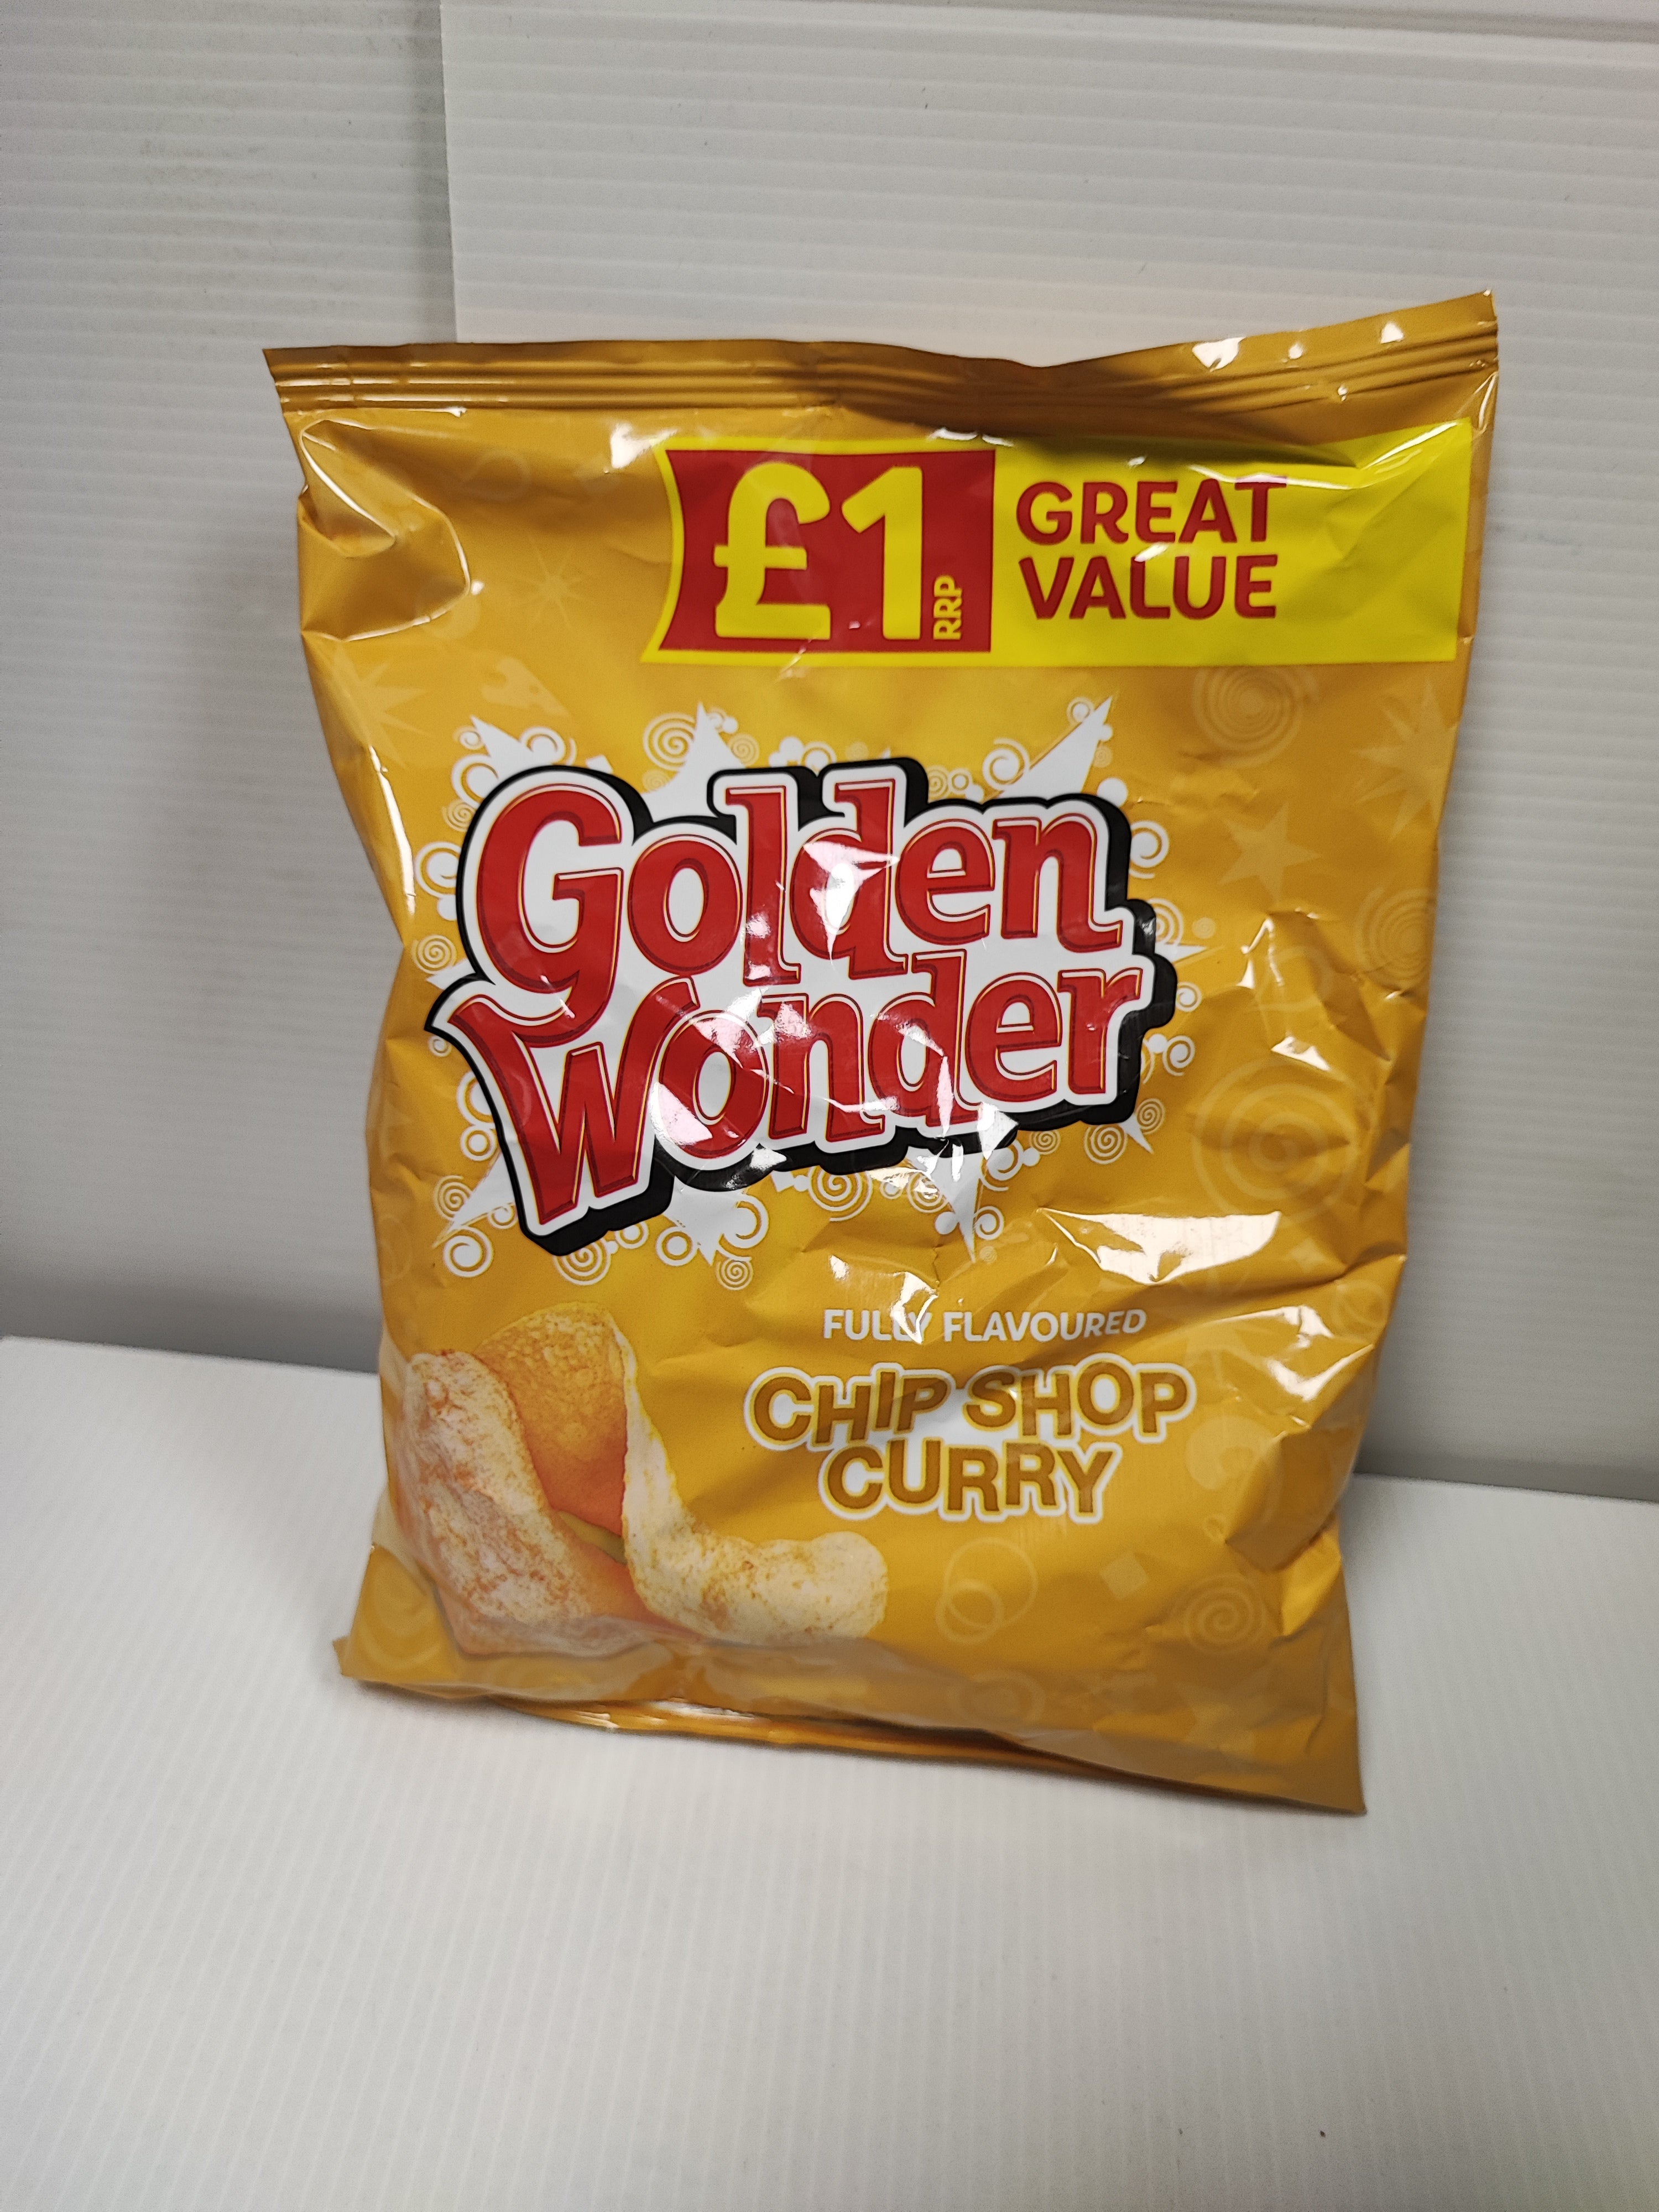 £1 RRP
GREAT
VALUE
Golden
Wonder
FULLY FLAVOURED
CHIP SHOP
CURRY